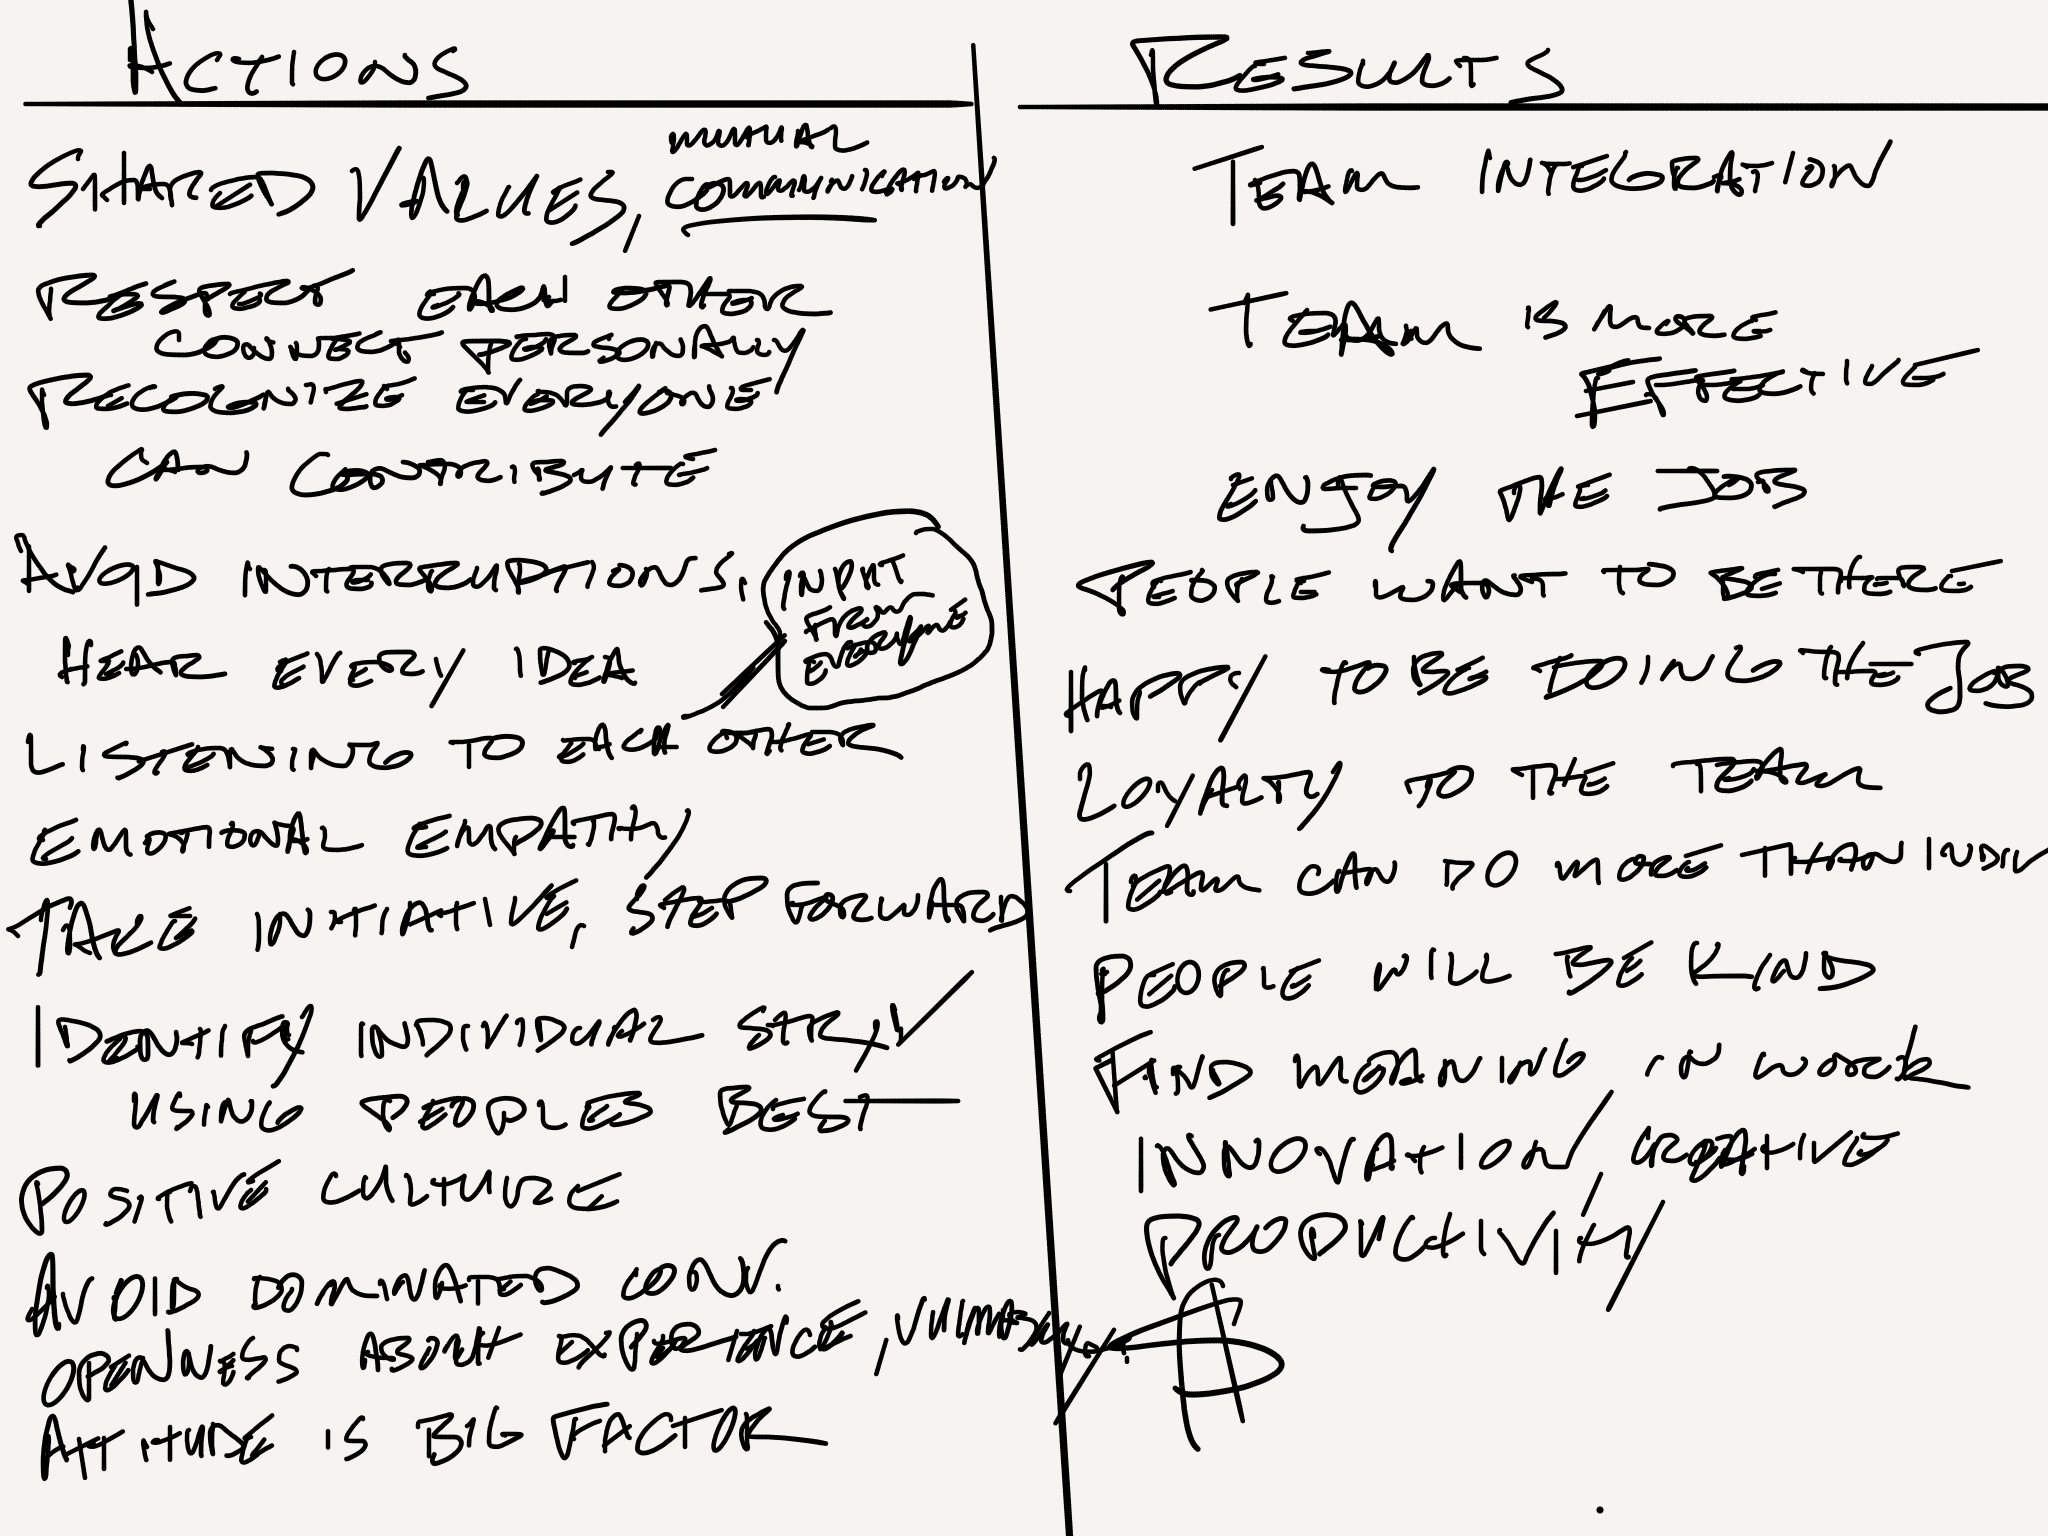 ACTIONS
SHARED VALUES, MUTUAL COMMUNICATION
RESPECT EACH OTHER
CONNECT PERSONALLY
RECOGNIZE EVERYONE
CAN CONTRIBUTE
AVOID INTERRUPTIONS,
HEAR EVERY IDEA
INPUT
FROM
EVERYONE
LISTENING TO EACH OTHER
EMOTIONAL EMPATHY
TAKE INITIATIVE, STEP FORWARD
IDENTIFY INDIVIDUAL STR,
USING PEOPLES BEST
POSITIVE CULTURE
AVOID DOMINATED CONV.
OPENNESS ABOUT EXPERIENCE,
ATTITUDE IS BIG FACTOR
RESULTS
TEAM INTEGRATION
TEAM IS MORE
EFFECTIVE
ENJOY THE JOB
PEOPLE WANT TO BE THERE
HAPPY TO BE DOING THE JOB
LOYALTY TO THE TEAM
TEAM CAN DO MORE THAN INDIV
PEOPLE WILL BE KIND
FIND MEANING IN WORK
INNOVATION, CREATIVE
PRODUCTIVITY
$